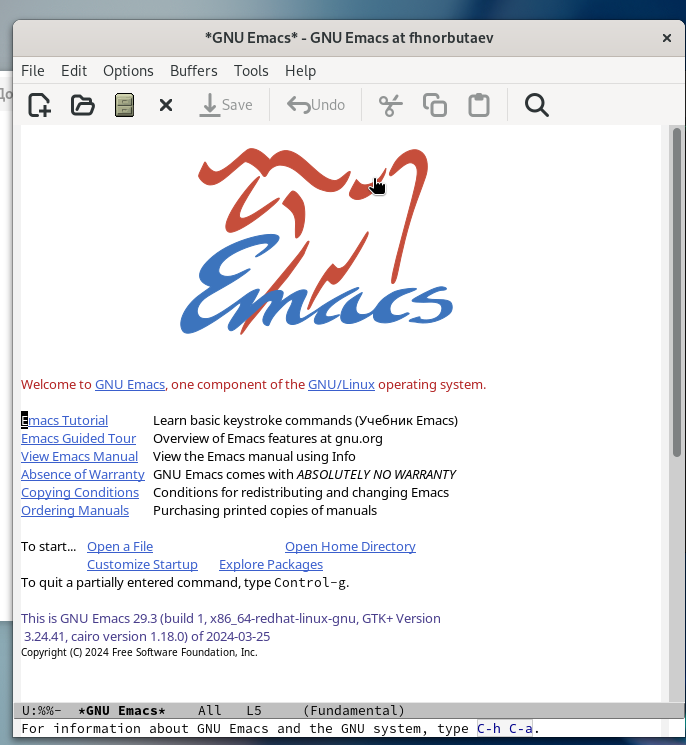 *GNU Emacs* - GNU Emacs at fhnorbutaev
File Edit Options Buffers Tools Help
Save Undo
Emacs
Welcome to GNU Emacs, one component of the GNU/Linux operating system.
Emacs Tutorial Learn basic keystroke commands (Учебник Emacs)
Emacs Guided Tour Overview of Emacs features at gnu.org
View Emacs Manual View the Emacs manual using Info
Absence of Warranty GNU Emacs comes with ABSOLUTELY NO WARRANTY
Copying Conditions Conditions for redistributing and changing Emacs
Ordering Manuals Purchasing printed copies of manuals
To start... Open a File Open Home Directory
Customize Startup Explore Packages
To quit a partially entered command, type Control-g.
This is GNU Emacs 29.3 (build 1, x86_64-redhat-linux-gnu, GTK+ Version
3.24.41, cairo version 1.18.0) of 2024-03-25
Copyright (C) 2024 Free Software Foundation, Inc.
U:%%- *GNU Emacs* All L5 (Fundamental)
For information about GNU Emacs and the GNU system, type C-h C-a.